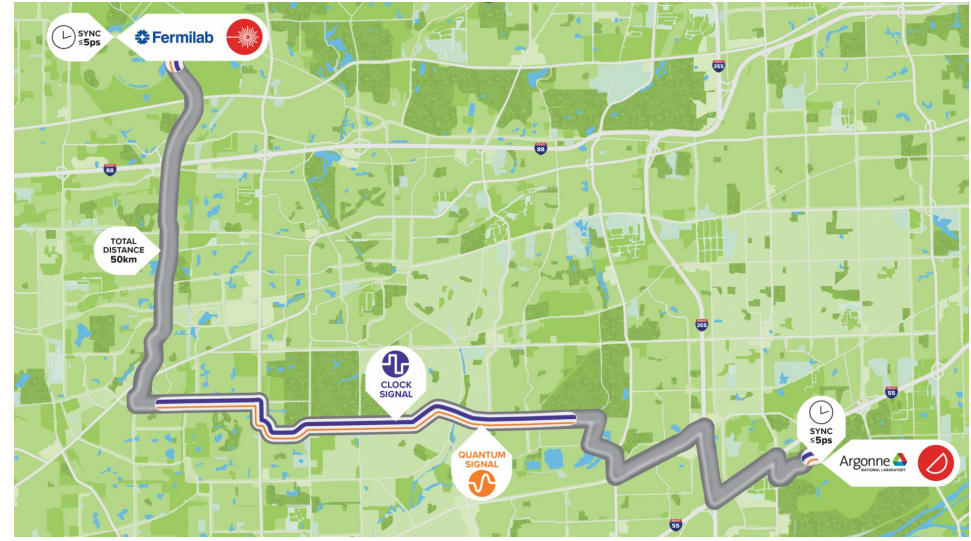 SYNC
≤5ps
Fermilab
355
88
88
TOTAL
DISTANCE
50km
355
CLOCK
SIGNAL
55
SYNC
≤5ps
QUANTUM
SIGNAL
Argonne
NATIONAL LABORATORY
55